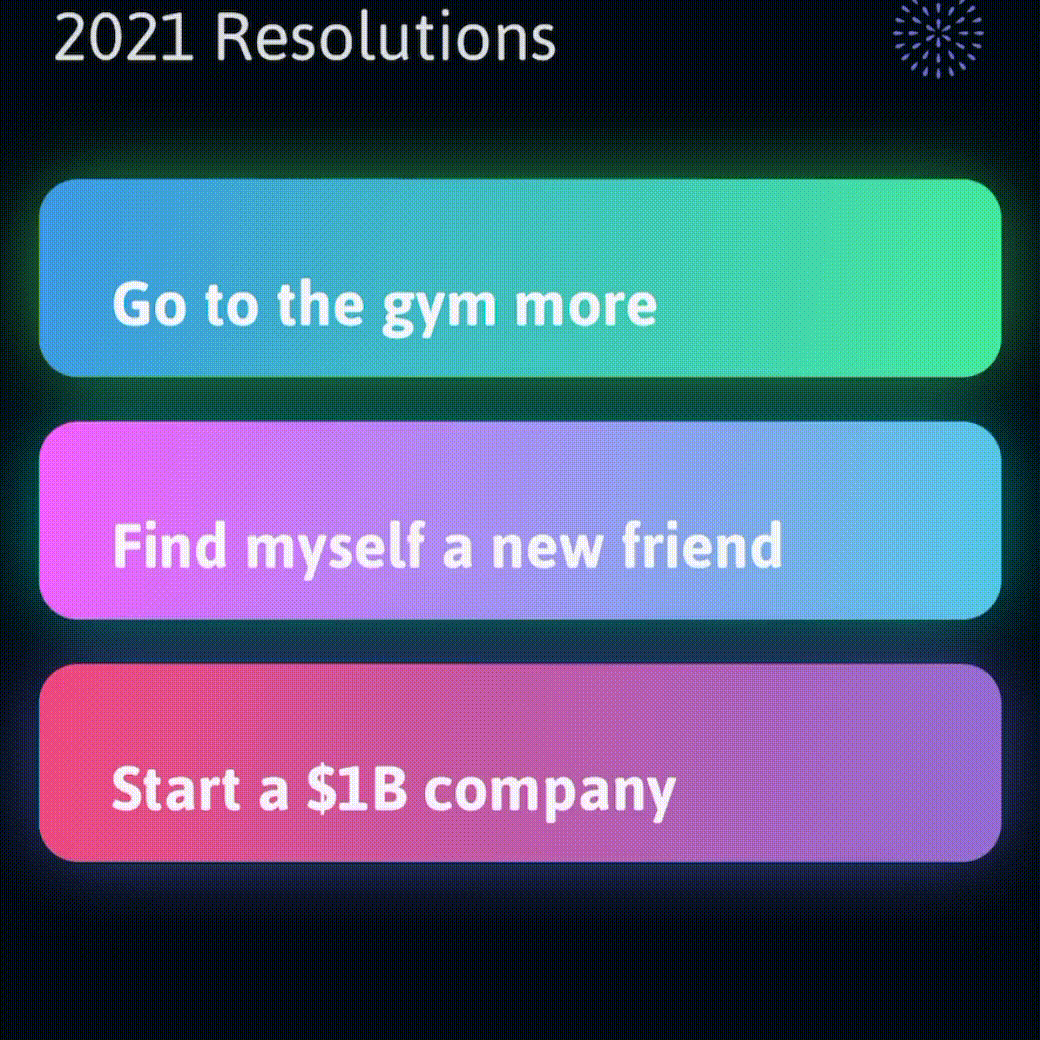 2021 Resolutions
Go to the gym more
Find myself a new friend
Start a $1B company